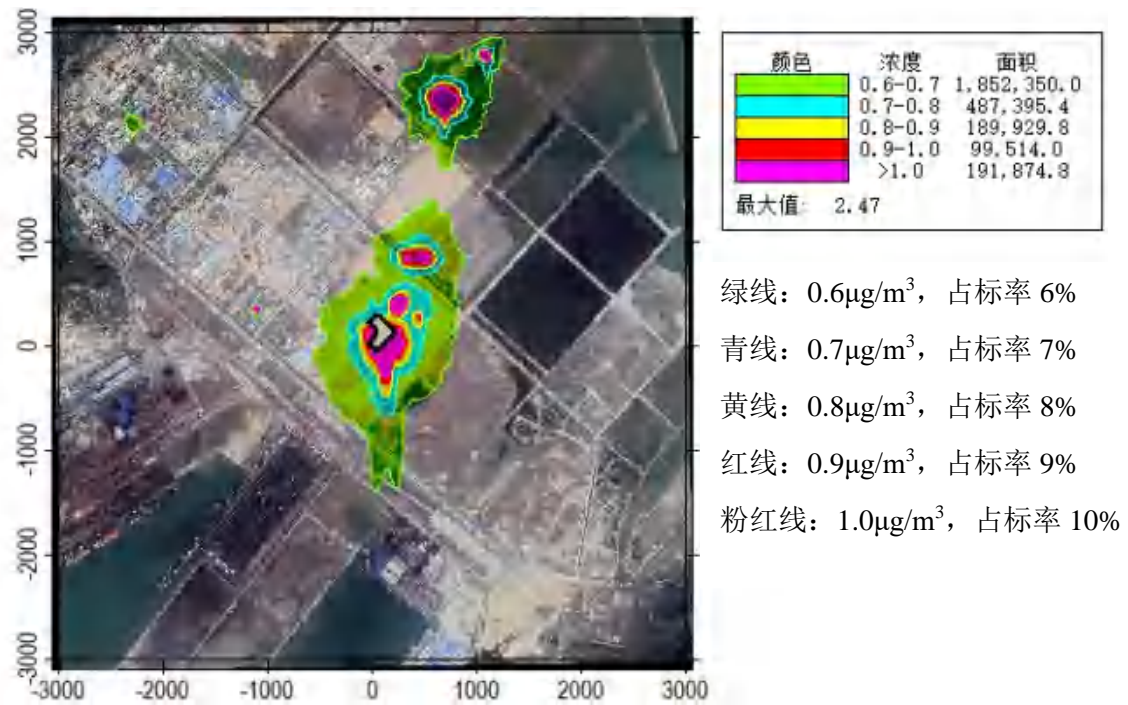 3000
2000
1000
0
-1000
-2000
-3000
-3000 -2000 -1000 0 1000 2000 3000
颜色 浓度 面积
0.6-0.7 1,852,350.0
0.7-0.8 487,395.4
0.8-0.9 189,929.8
0.9-1.0 99,514.0
>1.0 191,874.8
最大值: 2.47
绿线：0.6μg/m³，占标率 6%
青线：0.7μg/m³，占标率 7%
黄线：0.8μg/m³，占标率 8%
红线：0.9μg/m³，占标率 9%
粉红线：1.0μg/m³，占标率 10%